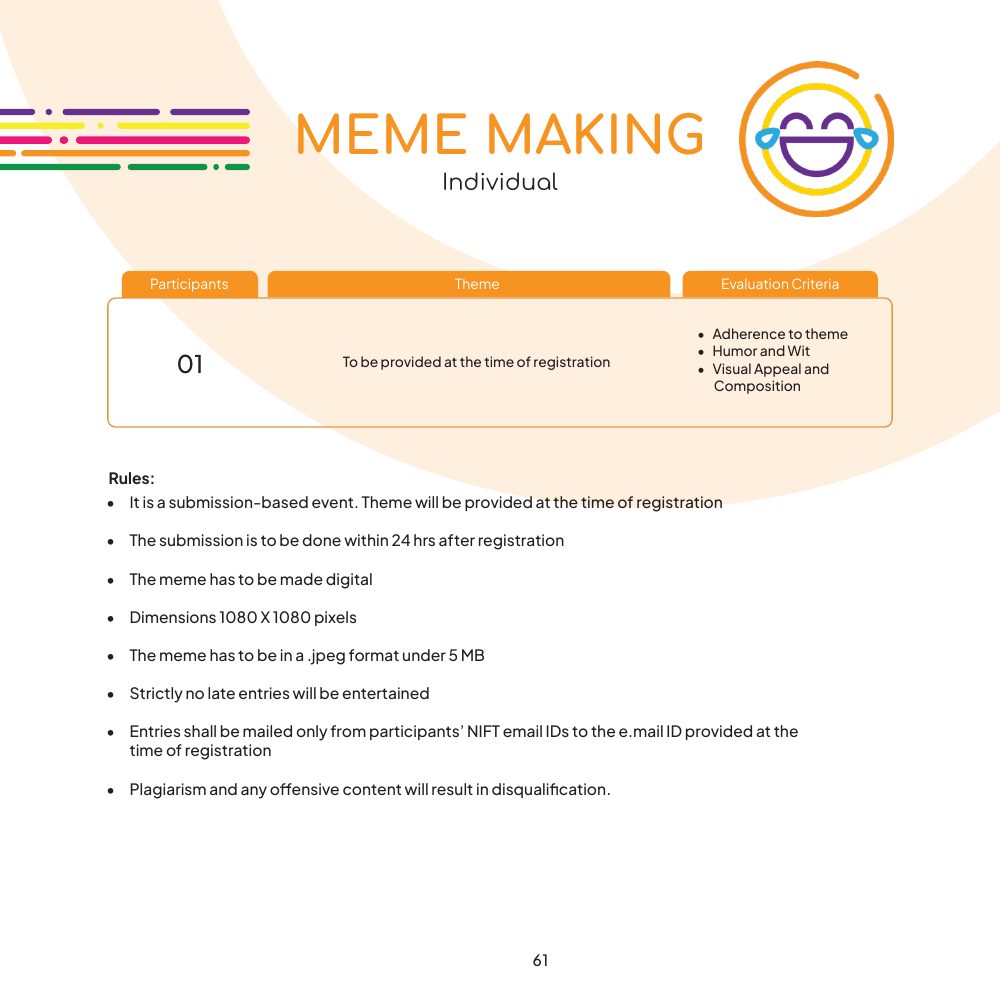 MEME MAKING
Individual
Participants
Theme
Evaluation Criteria
01
To be provided at the time of registration
• Adherence to theme
• Humor and Wit
• Visual Appeal and
Composition
Rules:
• It is a submission-based event. Theme will be provided at the time of registration
• The submission is to be done within 24 hrs after registration
• The meme has to be made digital
• Dimensions 1080 X 1080 pixels
• The meme has to be in a .jpeg format under 5 MB
• Strictly no late entries will be entertained
• Entries shall be mailed only from participants’ NIFT email IDs to the e.mail ID provided at the
time of registration
• Plagiarism and any offensive content will result in disqualification.
61